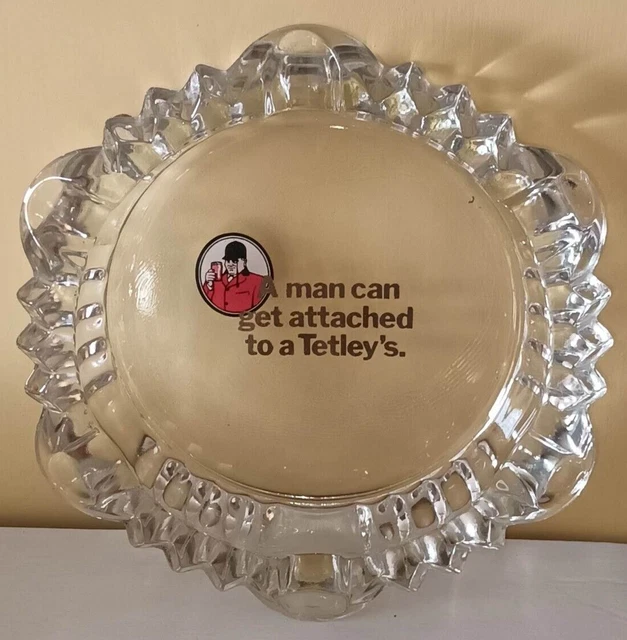 A man can
get attached
to a Tetley's.